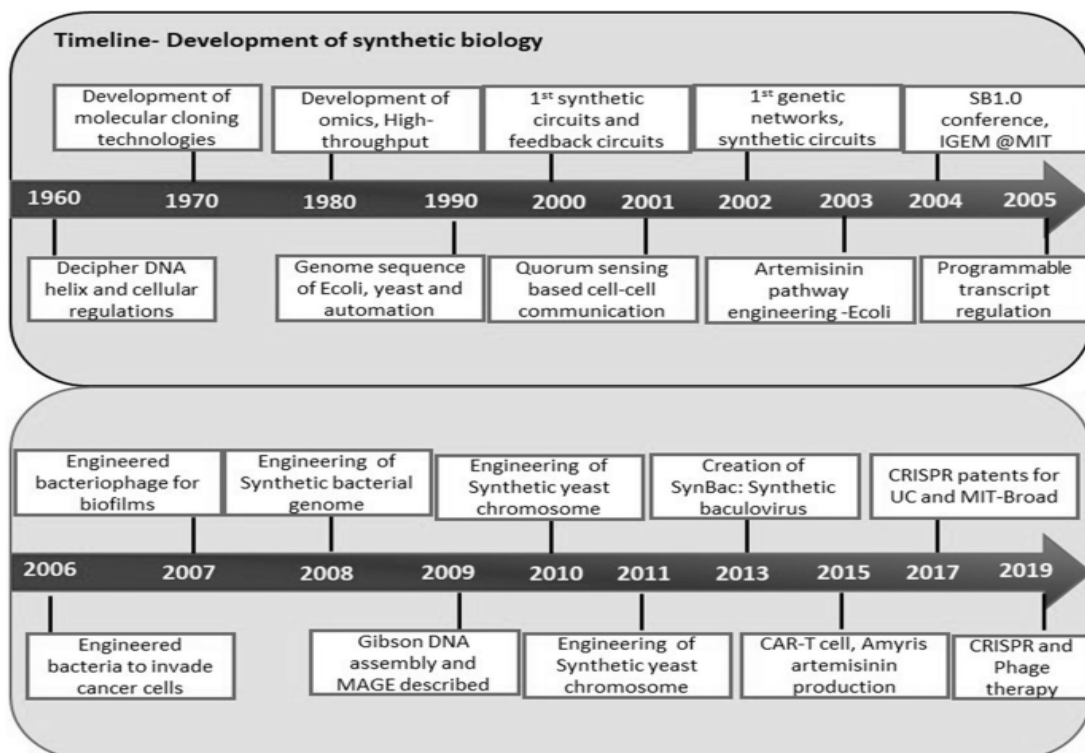 Timeline- Development of synthetic biology
Development of
molecular cloning
technologies
Development of
omics, High-
throughput
1st synthetic
circuits and
feedback circuits
1st genetic
networks,
synthetic circuits
SB1.0
conference,
IGEM @MIT
1960 1970 1980 1990 2000 2001 2002 2003 2004 2005
Decipher DNA
helix and cellular
regulations
Genome sequence
of Ecoli, yeast and
automation
Quorum sensing
based cell-cell
communication
Artemisinin
pathway
engineering -Ecoli
Programmable
transcript
regulation
Engineered
bacteriophage for
biofilms
Engineering of
Synthetic bacterial
genome
Engineering of
Synthetic yeast
chromosome
Creation of
SynBac: Synthetic
baculovirus
CRISPR patents for
UC and MIT-Broad
2006 2007 2008 2009 2010 2011 2013 2015 2017 2019
Engineered
bacteria to invade
cancer cells
Gibson DNA
assembly and
MAGE described
Engineering of
Synthetic yeast
chromosome
CAR-T cell, Amyris
artemisinin
production
CRISPR and
Phage
therapy